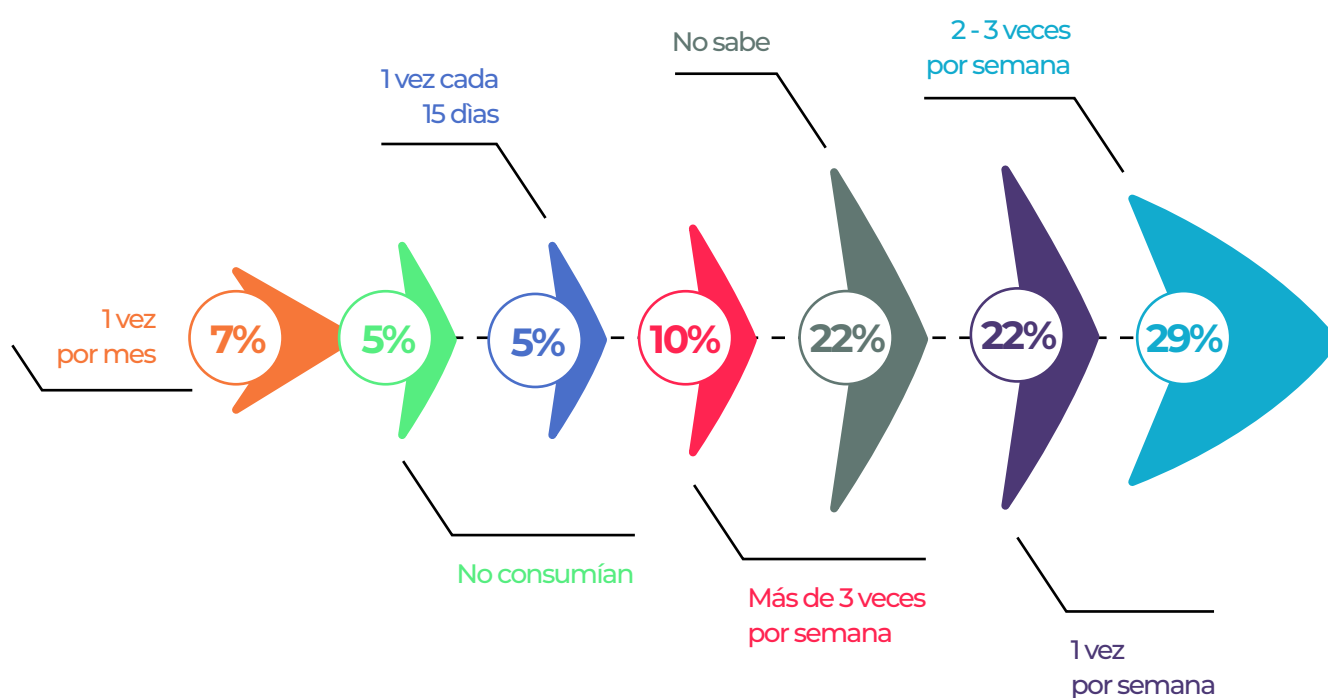 No sabe
2 - 3 veces
por semana
1 vez cada
15 dìas
1 vez
por mes
7%
5%
5%
10%
22%
22%
29%
No consumían
Más de 3 veces
por semana
1 vez
por semana